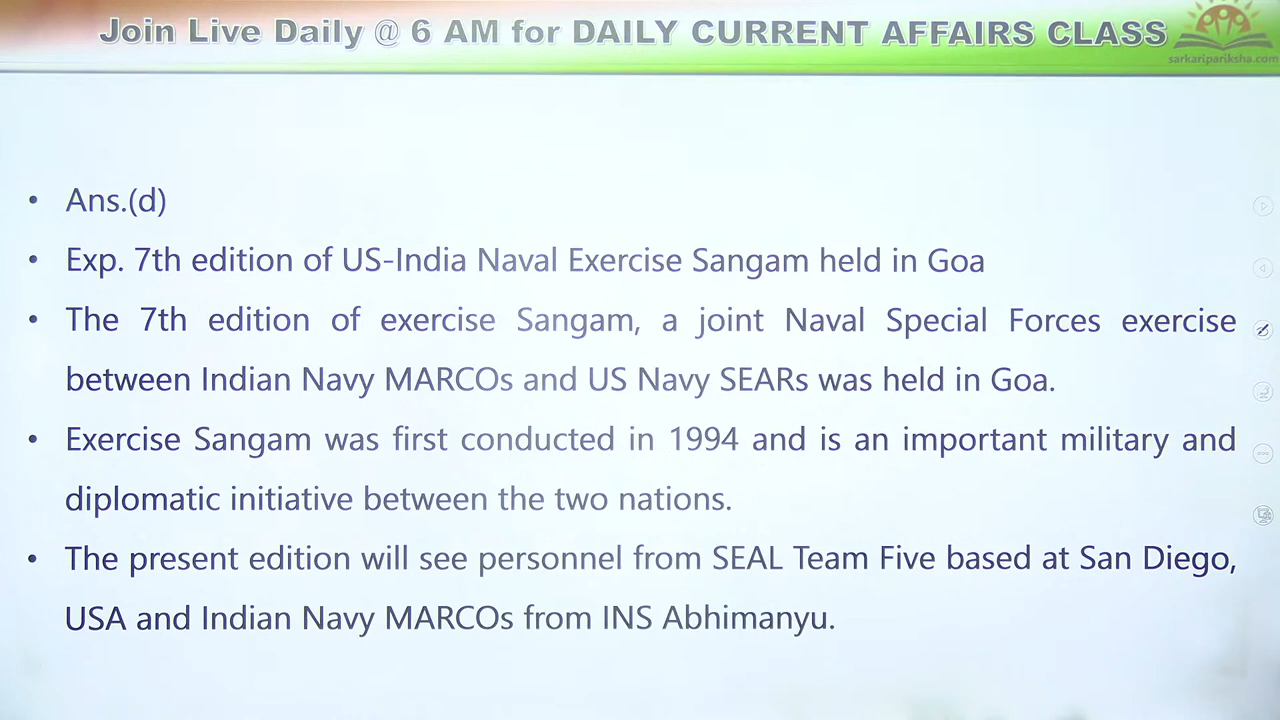 Join Live Daily @ 6 AM for DAILY CURRENT AFFAIRS CLASS
sarkaripariksha.com
• Ans.(d)
• Exp. 7th edition of US-India Naval Exercise Sangam held in Goa
• The 7th edition of exercise Sangam, a joint Naval Special Forces exercise
between Indian Navy MARCOs and US Navy SEARs was held in Goa.
• Exercise Sangam was first conducted in 1994 and is an important military and
diplomatic initiative between the two nations.
• The present edition will see personnel from SEAL Team Five based at San Diego,
USA and Indian Navy MARCOs from INS Abhimanyu.